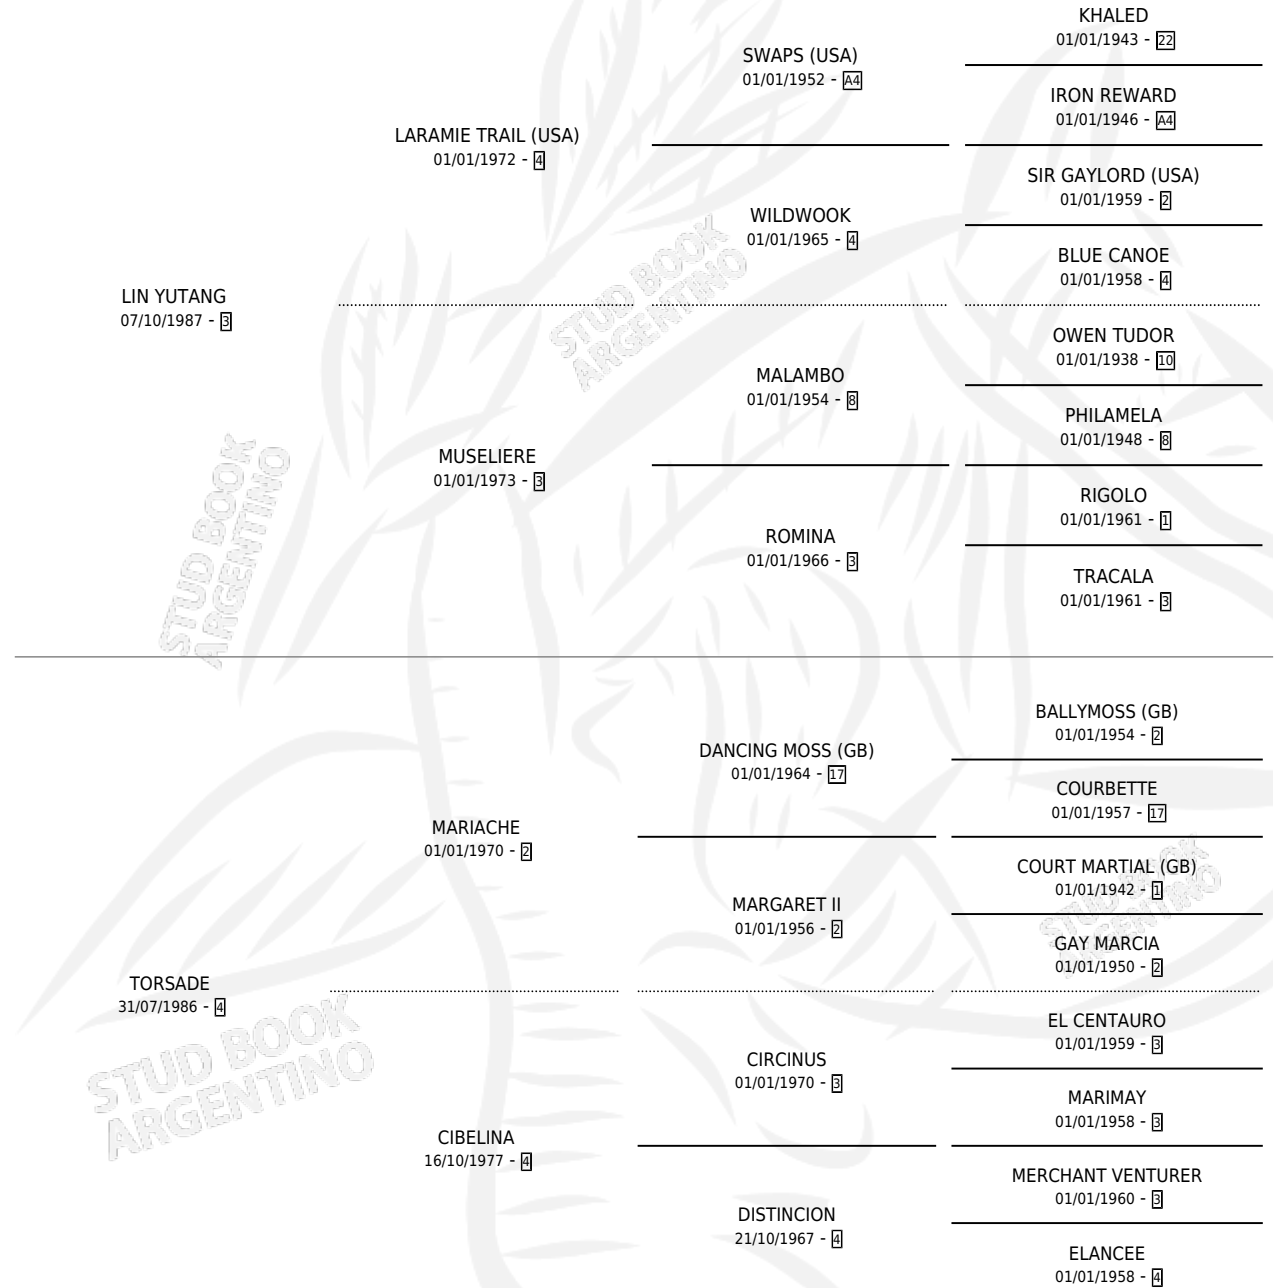 KHALED
01/01/1943 - 22
SWAPS (USA)
01/01/1952 - A4
IRON REWARD
01/01/1946 - A4
LARAMIE TRAIL (USA)
01/01/1972 - 4
SIR GAYLORD (USA)
01/01/1959 - 2
WILDWOOK
01/01/1965 - 4
BLUE CANOE
01/01/1958 - 4
LIN YUTANG
07/10/1987 - 3
STUD BOOK
ARGENTINO
OWEN TUDOR
01/01/1938 - 10
MALAMBO
01/01/1954 - 8
PHILAMELA
01/01/1948 - 8
MUSELIERE
01/01/1973 - 3
RIGOLO
01/01/1961 - 1
ROMINA
01/01/1966 - 3
TRACALA
01/01/1961 - 3
STUD BOOK
ARGENTINO
BALLYMOSS (GB)
01/01/1954 - 2
DANCING MOSS (GB)
01/01/1964 - 17
COURBETTE
01/01/1957 - 17
MARIACHE
01/01/1970 - 2
COURT MARTIAL (GB)
01/01/1942 - 1
MARGARET II
01/01/1956 - 2
GAY MARCIA
01/01/1950 - 2
STUD BOOK
ARGENTINO
TORSADE
31/07/1986 - 4
EL CENTAURO
01/01/1959 - 3
CIRCINUS
01/01/1970 - 3
MARIMAY
01/01/1958 - 3
STUD BOOK
ARGENTINO
CIBELINA
16/10/1977 - 4
MERCHANT VENTURER
01/01/1960 - 3
DISTINCION
21/10/1967 - 4
ELANCEE
01/01/1958 - 4